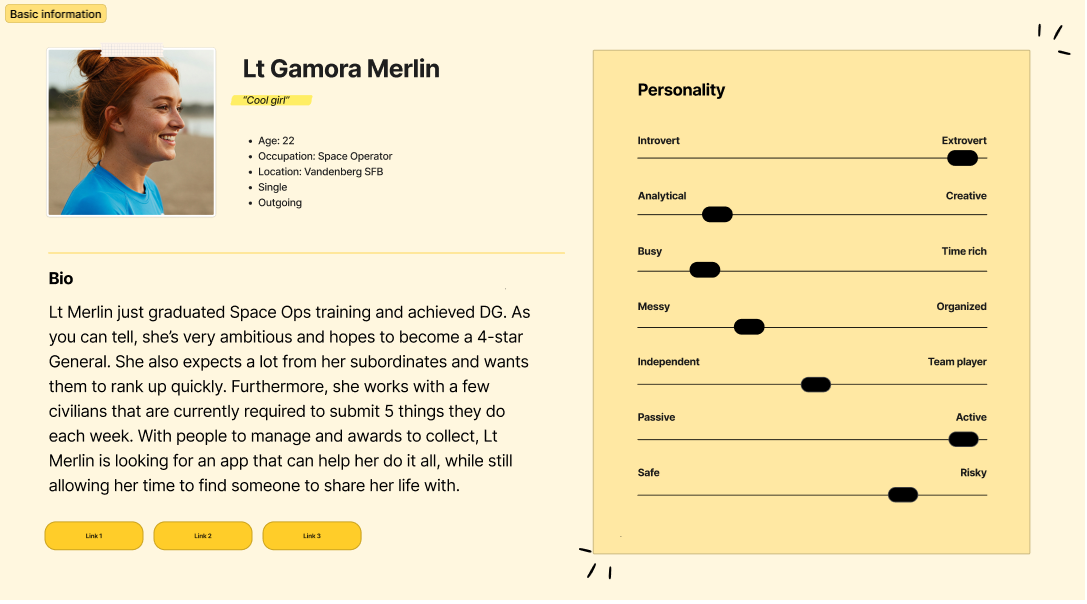 Basic information
Lt Gamora Merlin
"Cool girl"
• Age: 22
• Occupation: Space Operator
• Location: Vandenberg SFB
• Single
• Outgoing
Bio
Lt Merlin just graduated Space Ops training and achieved DG. As
you can tell, she’s very ambitious and hopes to become a 4-star
General. She also expects a lot from her subordinates and wants
them to rank up quickly. Furthermore, she works with a few
civilians that are currently required to submit 5 things they do
each week. With people to manage and awards to collect, Lt
Merlin is looking for an app that can help her do it all, while still
allowing her time to find someone to share her life with.
Link 1 Link 2 Link 3
Personality
Introvert Extrovert
Analytical Creative
Busy Time rich
Messy Organized
Independent Team player
Passive Active
Safe Risky